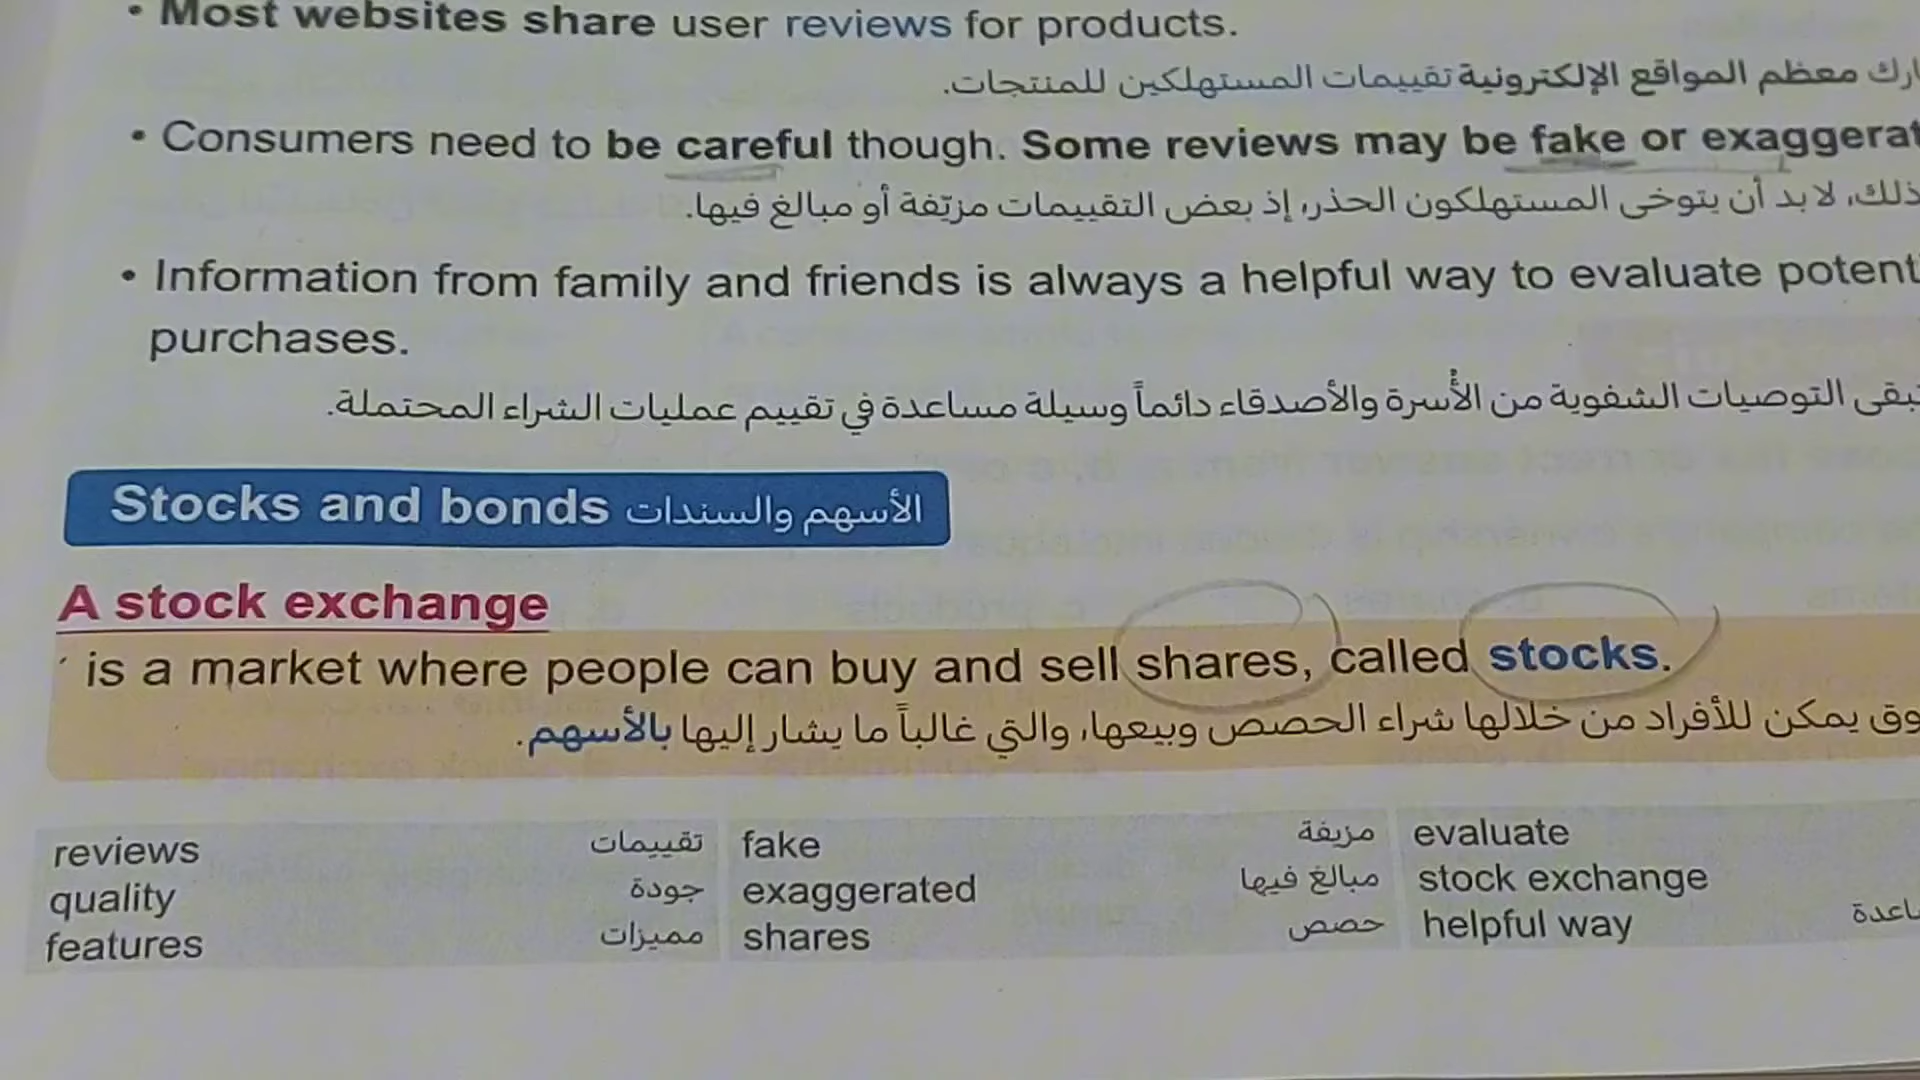 • Most websites share user reviews for products.
معظم المواقع الإلكترونية تقييمات المستهلكين للمنتجات.
• Consumers need to be careful though. Some reviews may be fake or exaggerat
ذلك، لا بد أن يتوخى المستهلكون الحذر، إذ بعض التقييمات مزيّفة أو مبالغ فيها.
• Information from family and friends is always a helpful way to evaluate potent
purchases.
التوصيات الشفوية من الأُسرة والأصدقاء دائماً وسيلة مساعدة في تقييم عمليات الشراء المحتملة.
Stocks and bonds الأسهم والسندات
A stock exchange
is a market where people can buy and sell shares, called stocks.
يمكن للأفراد من خلالها شراء الحصص وبيعها، والتي غالباً ما يشار إليها بالأسهم.
reviews تقييمات fake مزيفة evaluate
quality جودة exaggerated مبالغ فيها stock exchange
features مميزات shares حصص helpful way